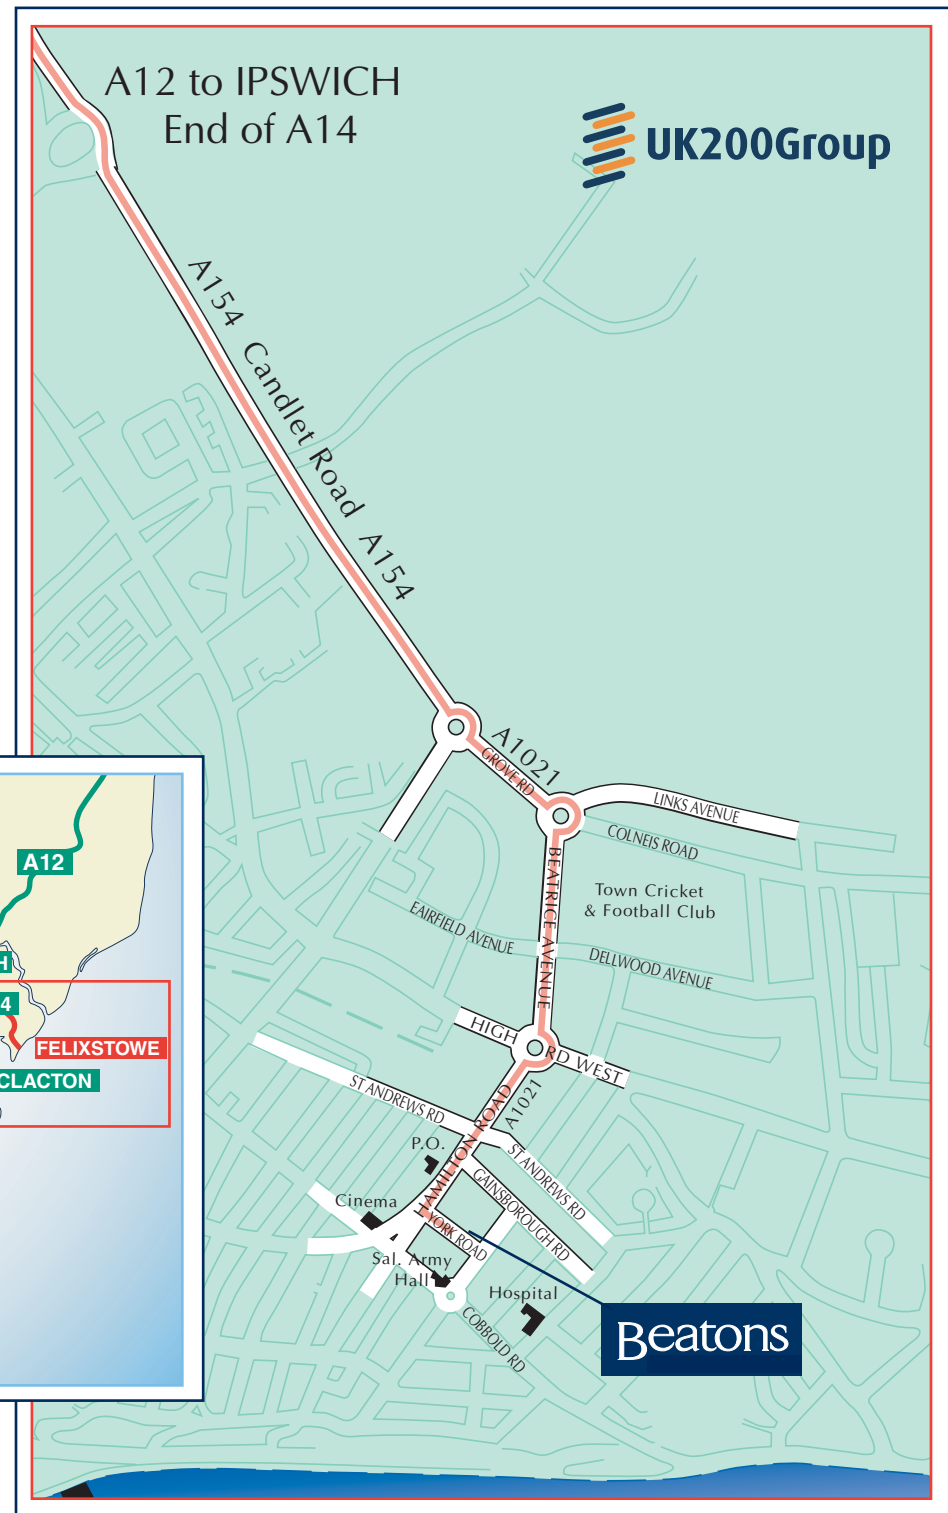 A12 to IPSWICH
End of A14
UK200Group
A154 Candlet Road A154
A1021
GROVE RD
LINKS AVENUE
COLNEIS ROAD
BEATRICE AVENUE
Town Cricket
& Football Club
EAIRFIELD AVENUE
DELLWOOD AVENUE
HIGH RD WEST
A12
H
4
FELIXSTOWE
CLACTON
)
ST ANDREWS RD
HAMILTON ROAD
A1021
P.O.
ST ANDREWS RD
GAINSBOROUGH RD
Cinema
YORK ROAD
Sal. Army
Hall
Hospital
COBBOLD RD
Beatons